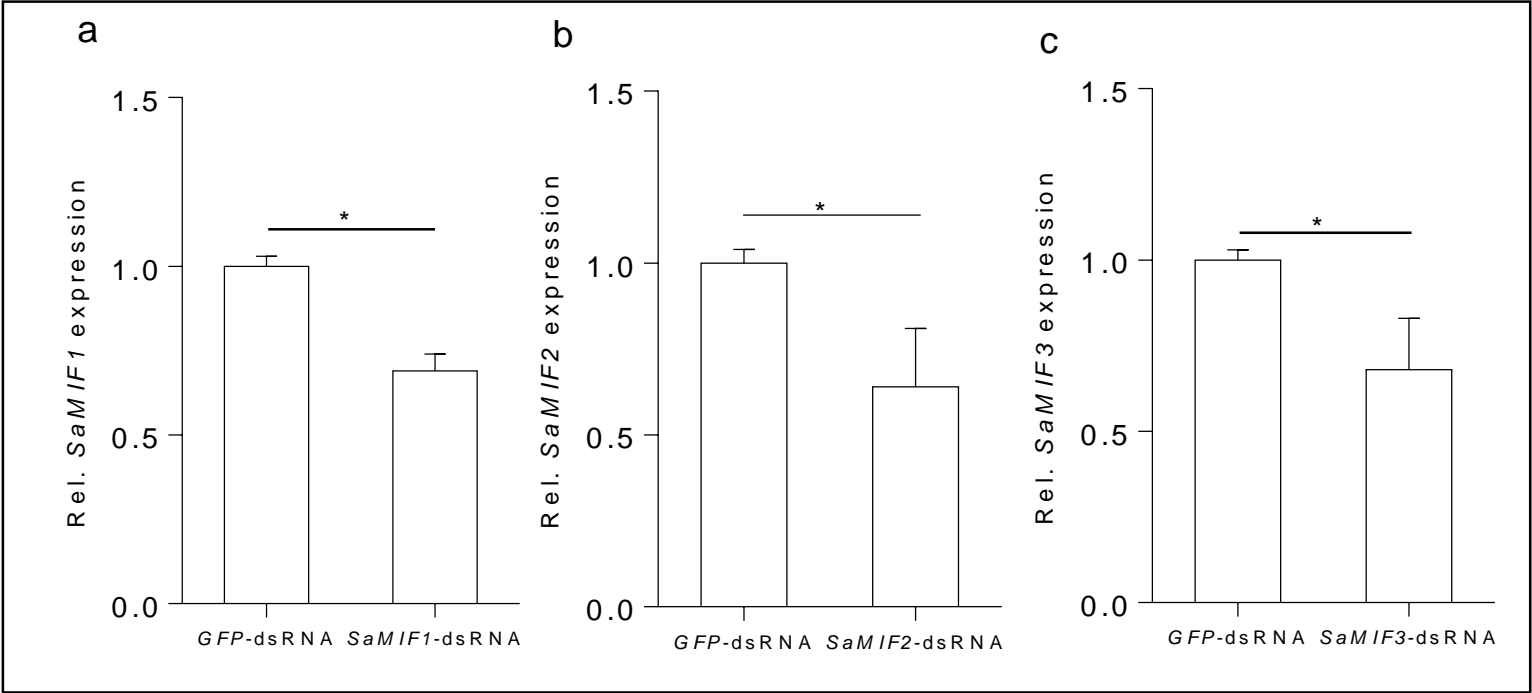 a
Rel. SaMIF1 expression
1.5
1.0
0.5
0.0
*
GFP-dsRNA SaMIF1-dsRNA
b
Rel. SaMIF2 expression
1.5
1.0
0.5
0.0
*
GFP-dsRNA SaMIF2-dsRNA
c
Rel. SaMIF3 expression
1.5
1.0
0.5
0.0
*
GFP-dsRNA SaMIF3-dsRNA